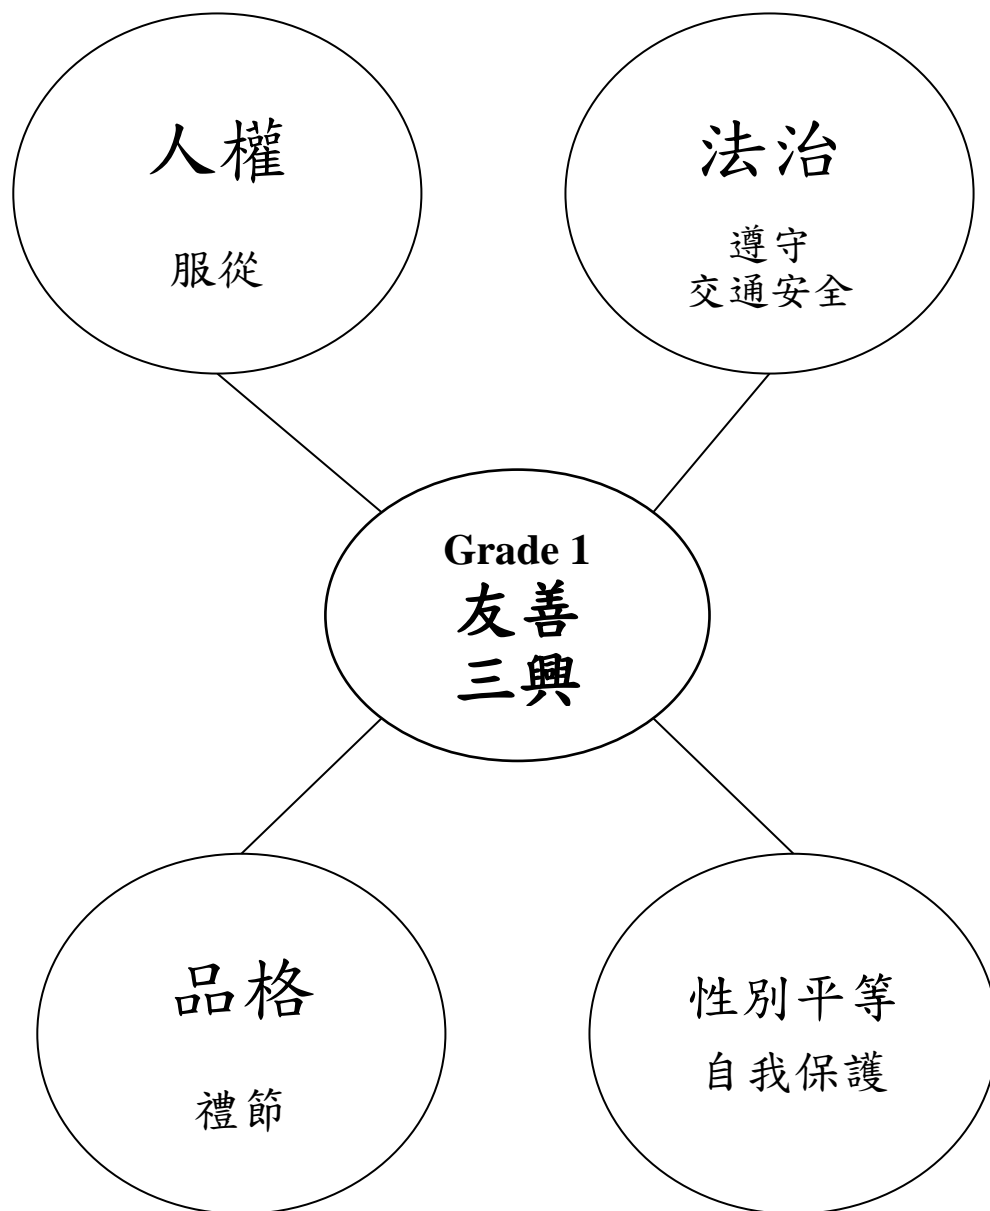 人權
服從
法治
遵守
交通安全
Grade 1
友善
三興
品格
禮節
性別平等
自我保護